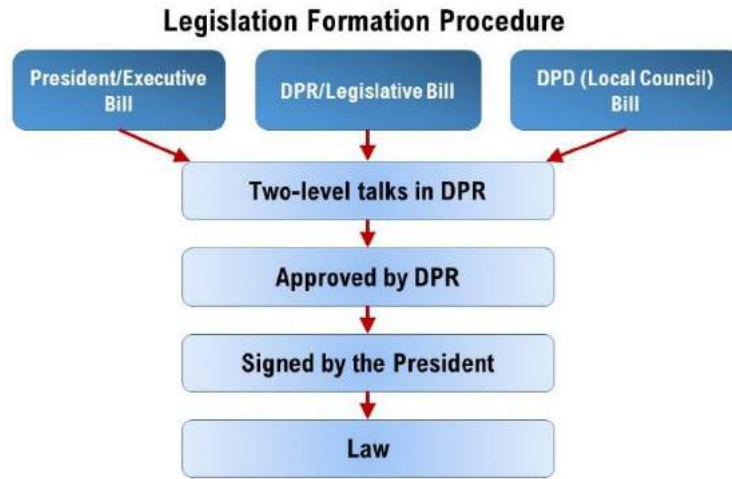 Legislation Formation Procedure
President/Executive
Bill
DPR/Legislative Bill
DPD (Local Council)
Bill
Two-level talks in DPR
Approved by DPR
Signed by the President
Law